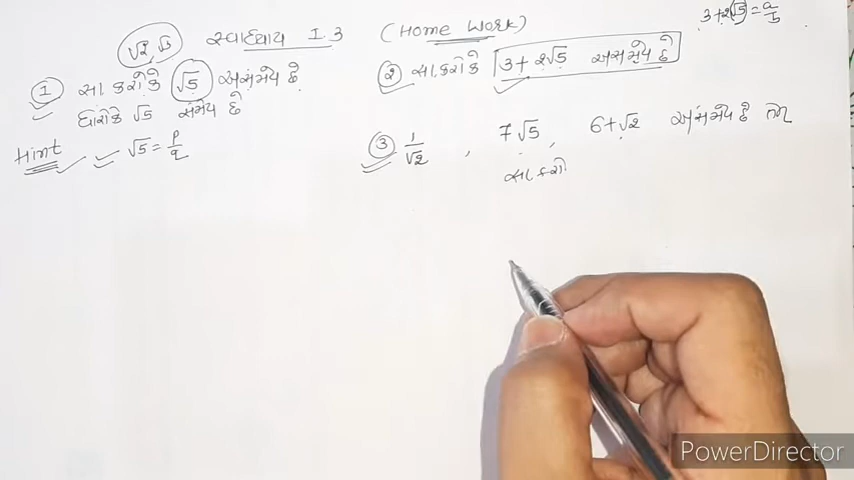 √2, √3 સ્વાધ્યાય 1.3 (Home Work)
3+2√5 = a/b
① સા. કરોકે √5 અસંમેય છે
ધારોકે √5 સંમેય છે
Hint √5 = p/q
② સા. કરોકે 3+2√5 અસંમેય છે
③ 1/√2 , 7√5 , 6+√2 અસંમેય છે તેમ
સા. કરો
PowerDirector